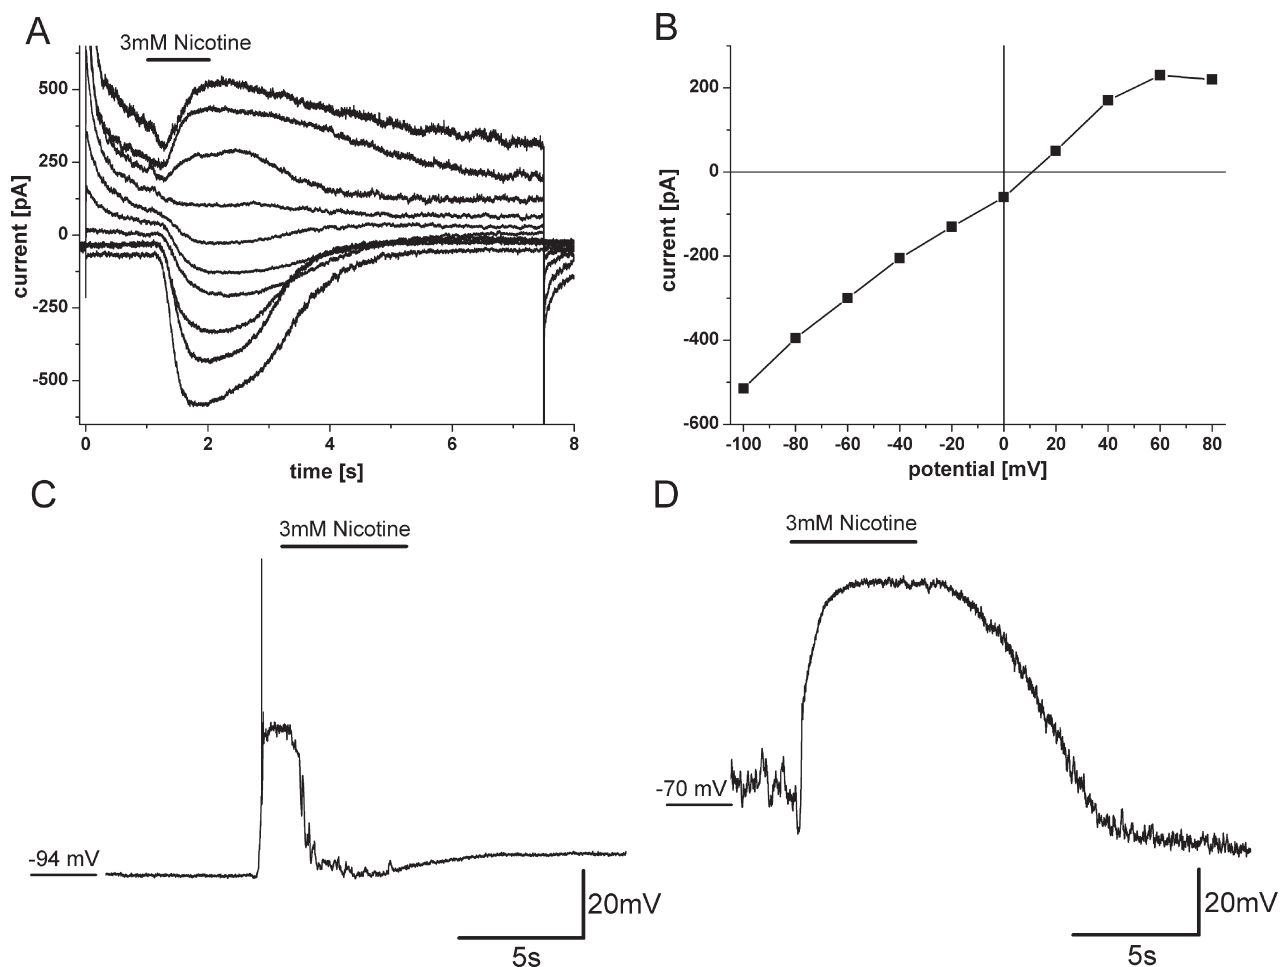 A
3mM Nicotine
500
250
0
-250
-500
current [pA]
0 2 4 6 8
time [s]
B
200
0
-200
-400
-600
current [pA]
-100 -80 -60 -40 -20 0 20 40 60 80
potential [mV]
C
3mM Nicotine
-94 mV
20mV
5s
D
3mM Nicotine
-70 mV
20mV
5s